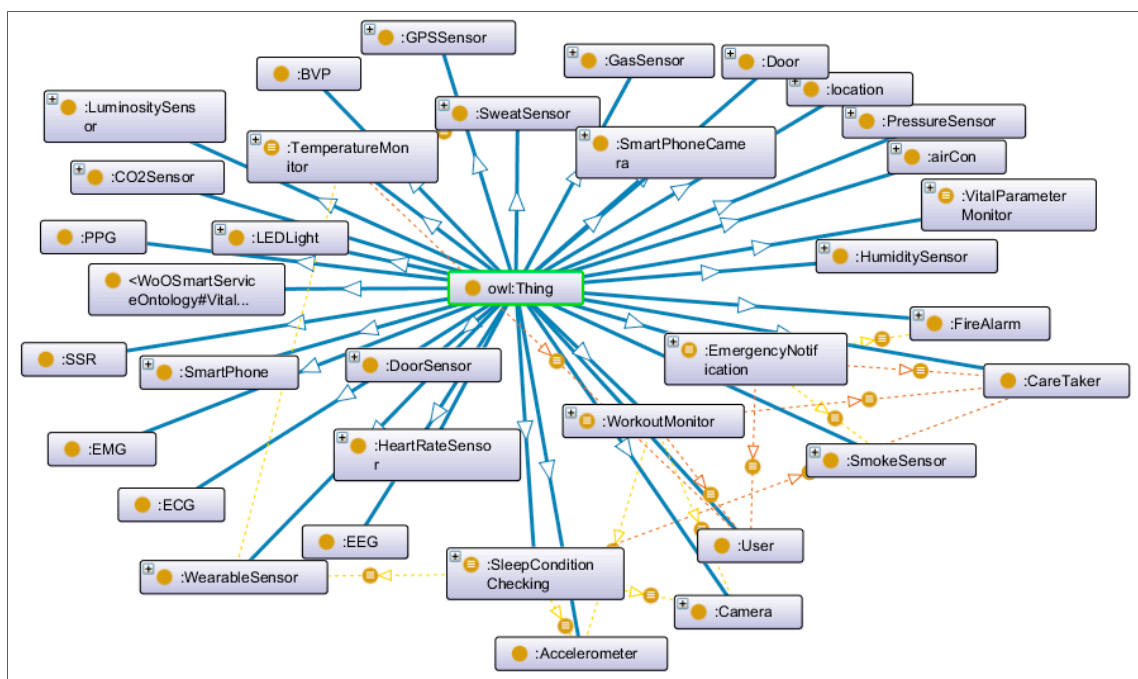 :GPSSensor
:GasSensor
:Door
:BVP
:location
:LuminositySen
sor
:SweatSensor
:PressureSensor
:TemperatureMon
itor
:SmartPhoneCame
ra
:airCon
:CO2Sensor
:VitalParameter
Monitor
:PPG
:LEDLight
:HumiditySensor
<WoOSmartServic
eOntology#Vital...
owl:Thing
:FireAlarm
:SSR
:SmartPhone
:DoorSensor
:EmergencyNotif
ication
:CareTaker
:WorkoutMonitor
:EMG
:HeartRateSenso
r
:SmokeSensor
:ECG
:EEG
:User
:WearableSensor
:SleepCondition
Checking
:Camera
:Accelerometer